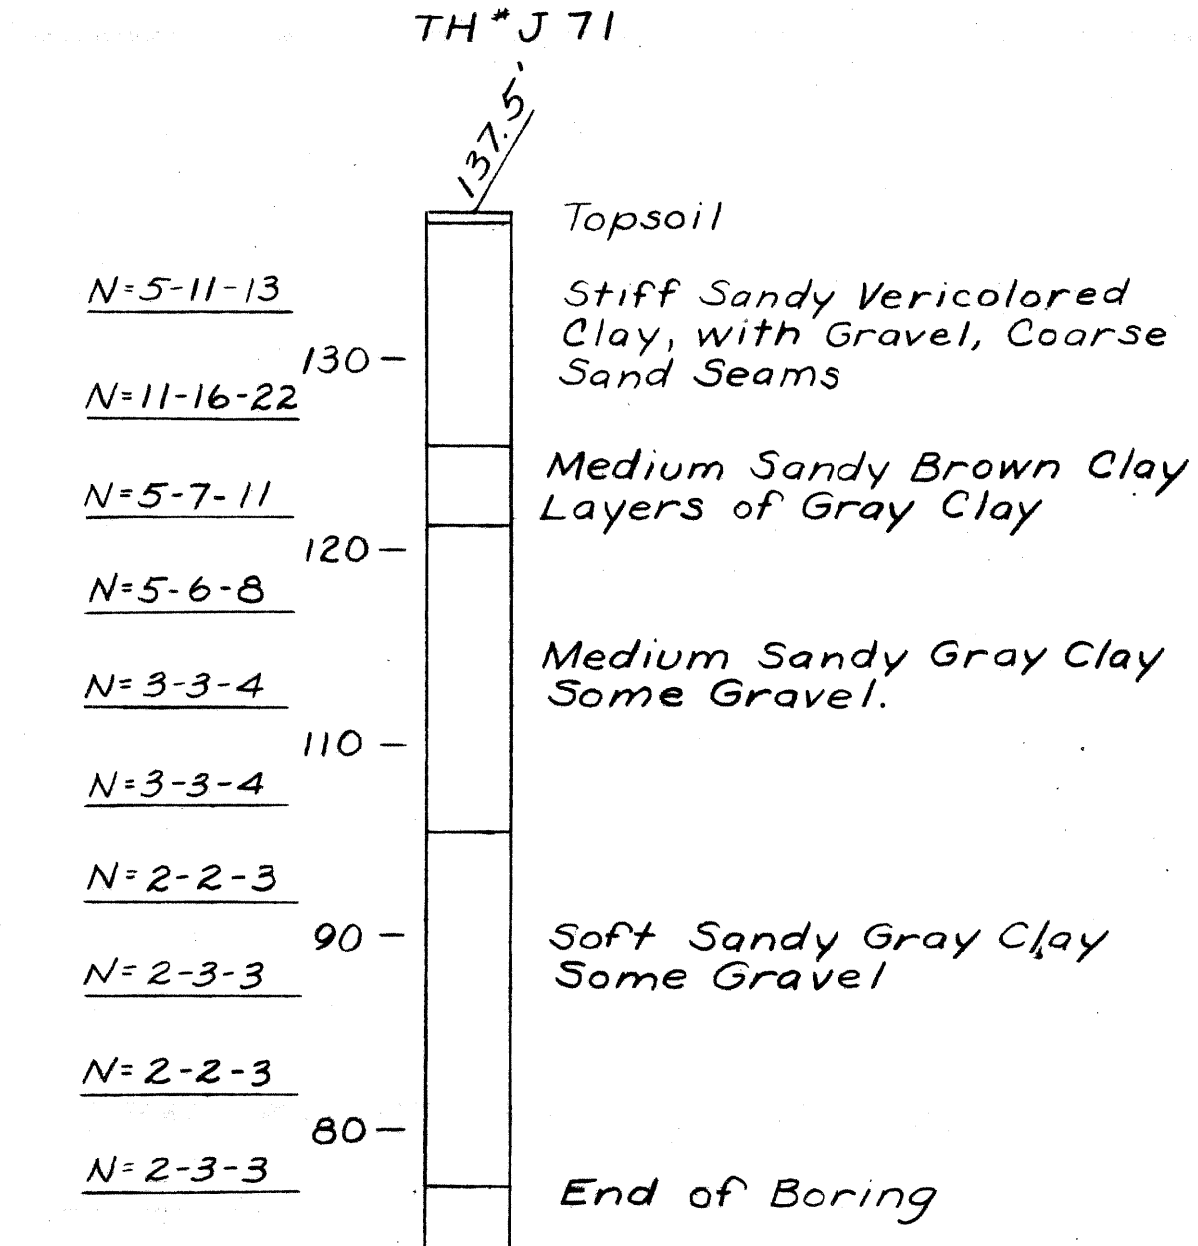 TH # J 71
137.5'
Topsoil
N=5-11-13
Stiff Sandy Vericolored
Clay, with Gravel, Coarse
Sand Seams
130
N=11-16-22
Medium Sandy Brown Clay
Layers of Gray Clay
N=5-7-11
120
N=5-6-8
Medium Sandy Gray Clay
Some Gravel.
N=3-3-4
110
N=3-3-4
N=2-2-3
90
Soft Sandy Gray Clay
Some Gravel
N=2-3-3
N=2-2-3
80
N=2-3-3
End of Boring